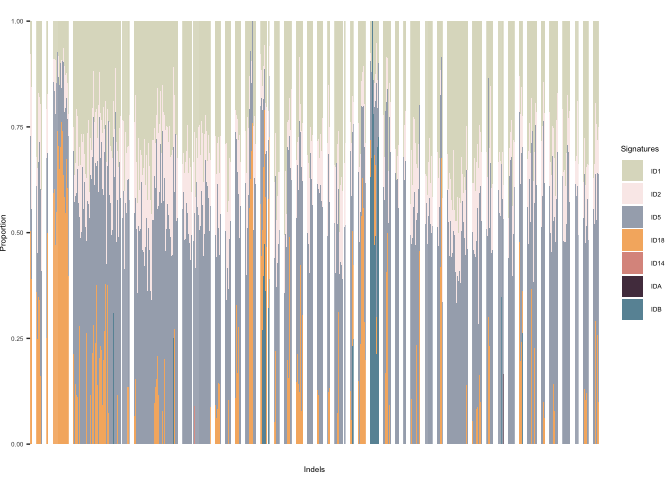 1.00
0.75
0.50
0.25
0.00
Proportion
Indels
Signatures
ID1
ID2
ID5
ID18
ID14
IDA
IDB